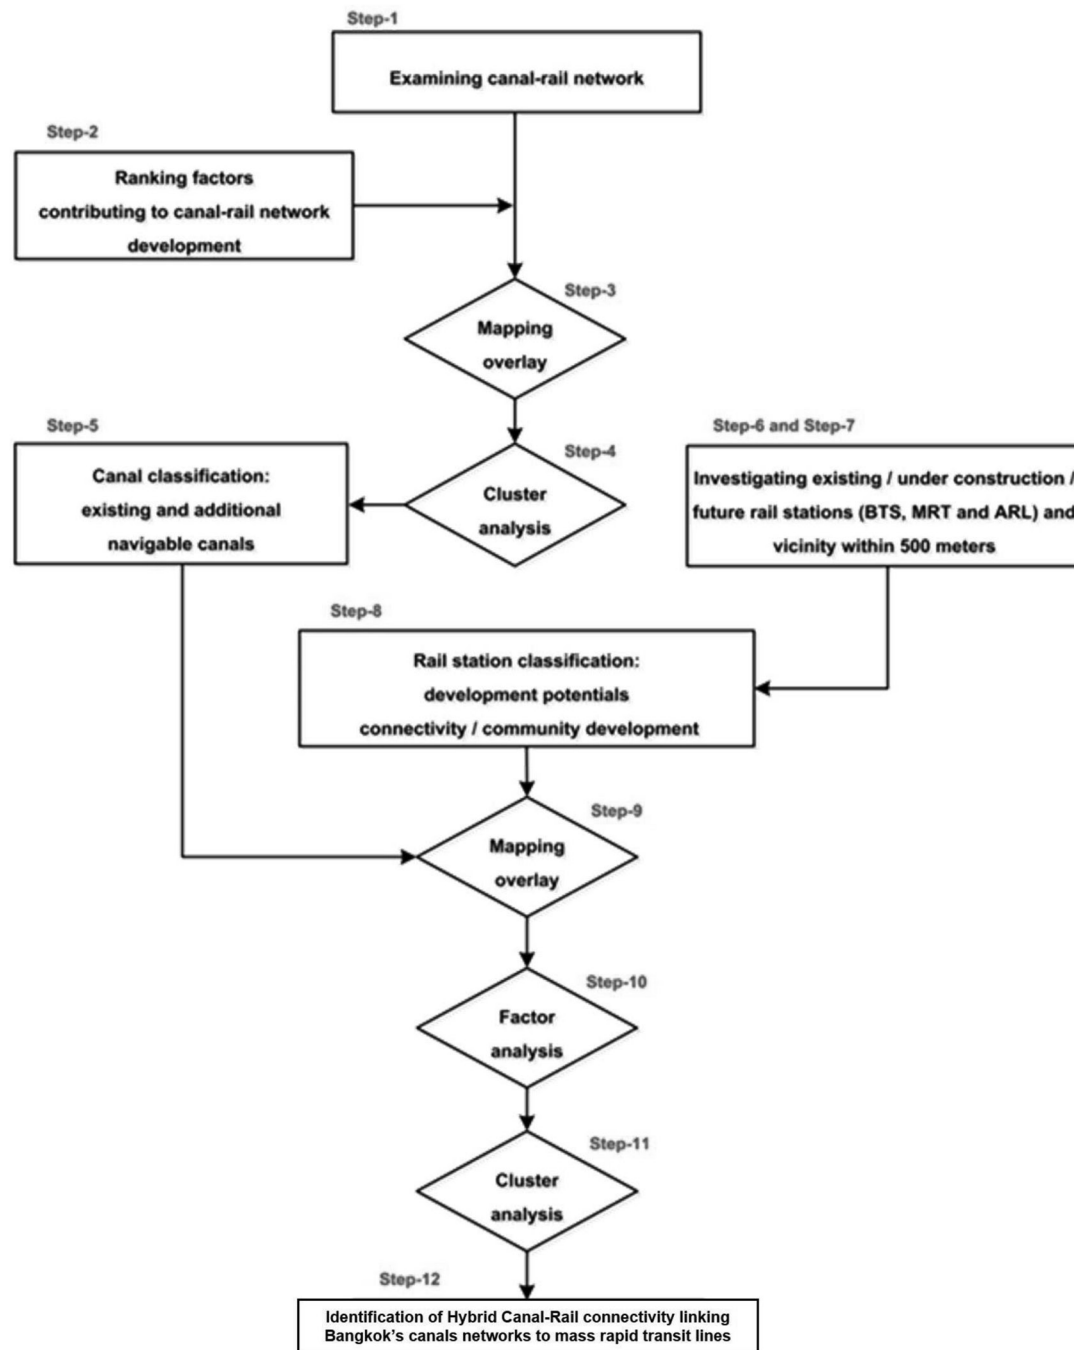 Step-1
Examining canal-rail network
Step-2
Ranking factors
contributing to canal-rail network
development
Step-3
Mapping
overlay
Step-4
Cluster
analysis
Step-5
Canal classification:
existing and additional
navigable canals
Step-6 and Step-7
Investigating existing / under construction /
future rail stations (BTS, MRT and ARL) and
vicinity within 500 meters
Step-8
Rail station classification:
development potentials
connectivity / community development
Step-9
Mapping
overlay
Step-10
Factor
analysis
Step-11
Cluster
analysis
Step-12
Identification of Hybrid Canal-Rail connectivity linking
Bangkok's canals networks to mass rapid transit lines